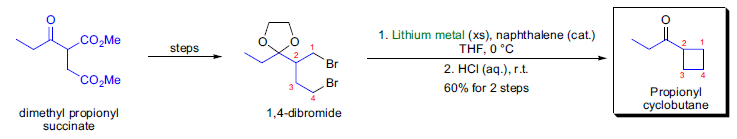 O
CO2Me
CO2Me
dimethyl propionyl
succinate
steps
O
O
1
2
Br
Br
3
4
1,4-dibromide
1. Lithium metal (xs), naphthalene (cat.)
THF, 0 °C
2. HCl (aq.), r.t.
60% for 2 steps
O
2
1
3
4
Propionyl
cyclobutane